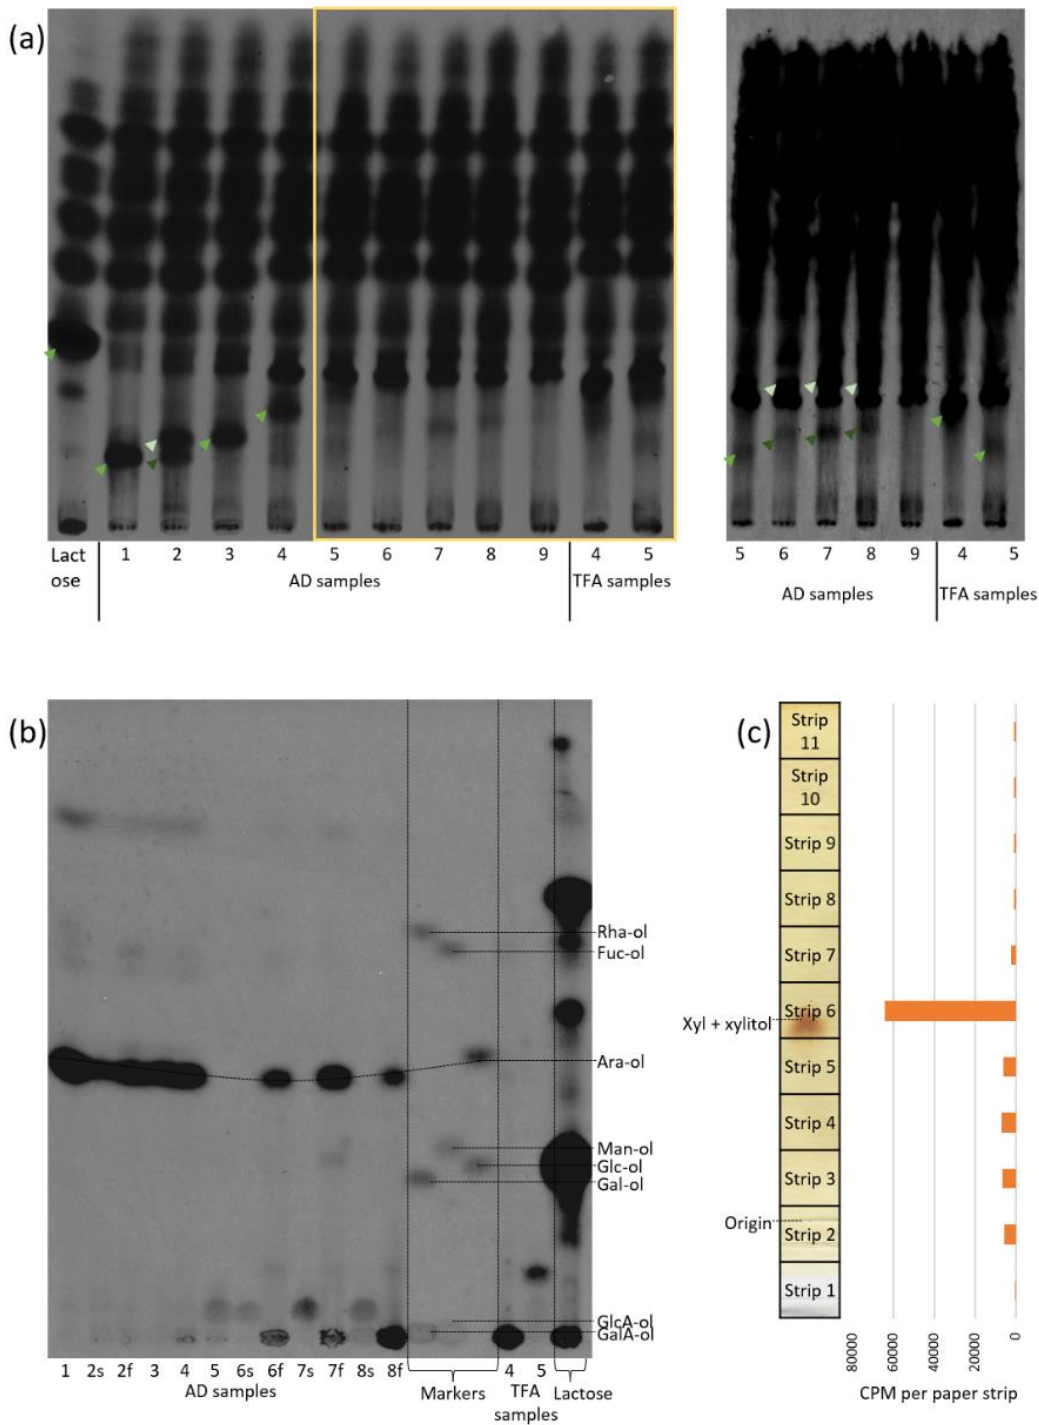 (a)
Lact
ose
1 2 3 4 5 6 7 8 9 4 5
AD samples TFA samples
5 6 7 8 9 4 5
AD samples TFA samples
(b)
Rha-ol
Fuc-ol
Ara-ol
Man-ol
Glc-ol
Gal-ol
GlcA-ol
GalA-ol
1 2s 2f 3 4 5 6s 6f 7s 7f 8s 8f 4 5
AD samples Markers TFA Lactose
samples
(c)
Strip
11
Strip
10
Strip 9
Strip 8
Strip 7
Strip 6
Xyl + xylitol
Strip 5
Strip 4
Strip 3
Origin
Strip 2
Strip 1
80000 60000 40000 20000 0
CPM per paper strip